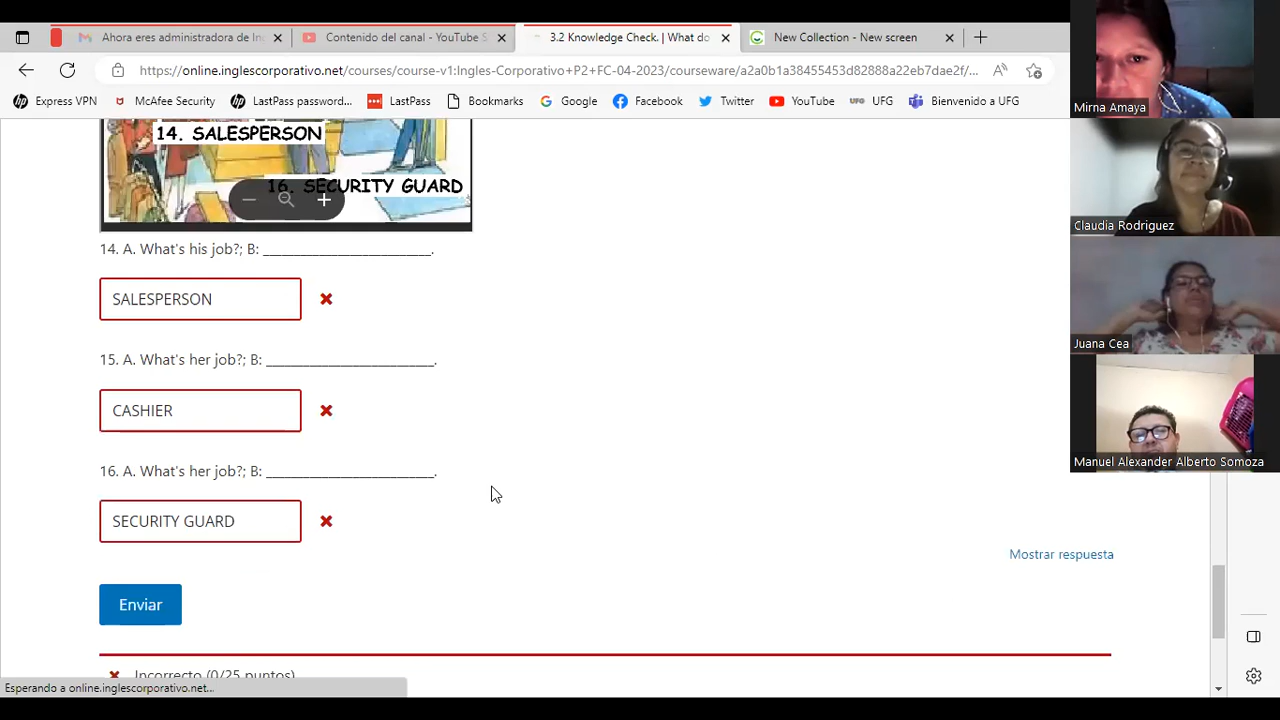 Ahora eres administradora de In
Contenido del canal - YouTube S
3.2 Knowledge Check. | What do
New Collection - New screen
https://online.inglescorporativo.net/courses/course-v1:Ingles-Corporativo+P2+FC-04-2023/courseware/a2a0b1a38455453d82888a22eb7dae2f/...
Express VPN
McAfee Security
LastPass password...
LastPass
Bookmarks
Google
Facebook
Twitter
YouTube
UFG
Bienvenido a UFG
14. SALESPERSON
16. SECURITY GUARD
14. A. What's his job?; B: _________________________.
SALESPERSON
15. A. What's her job?; B: _________________________.
CASHIER
16. A. What's her job?; B: _________________________.
SECURITY GUARD
Mostrar respuesta
Enviar
Incorrecto (0/25 puntos)
Esperando a online.inglescorporativo.net...
Mirna Amaya
Claudia Rodriguez
Juana Cea
Manuel Alexander Alberto Somoza